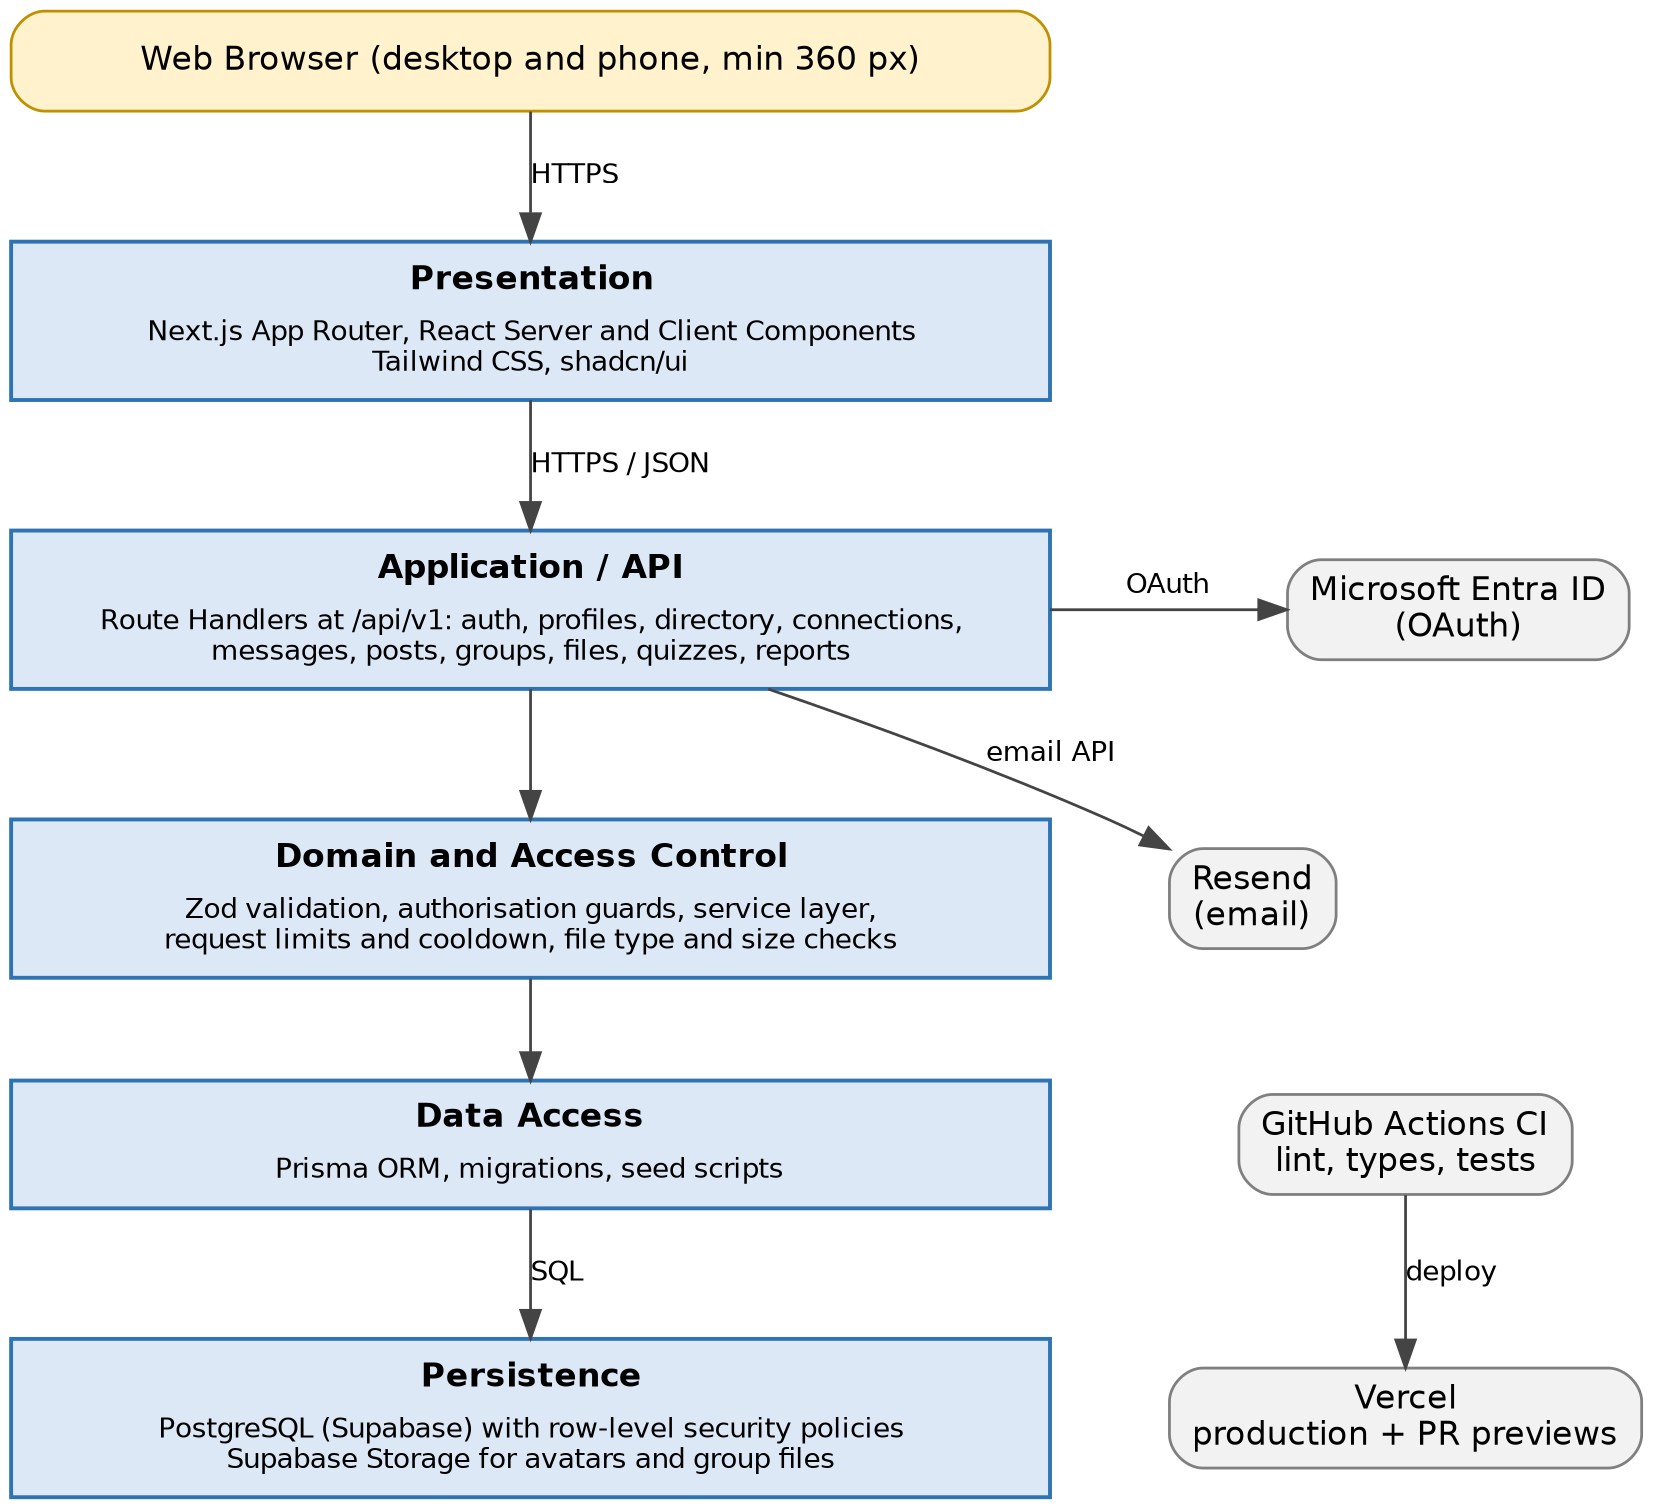 Web Browser (desktop and phone, min 360 px)
HTTPS
Presentation
Next.js App Router, React Server and Client Components
Tailwind CSS, shadcn/ui
HTTPS / JSON
Application / API
Route Handlers at /api/v1: auth, profiles, directory, connections,
messages, posts, groups, files, quizzes, reports
OAuth
Microsoft Entra ID
(OAuth)
email API
Domain and Access Control
Zod validation, authorisation guards, service layer,
request limits and cooldown, file type and size checks
Resend
(email)
Data Access
Prisma ORM, migrations, seed scripts
GitHub Actions CI
lint, types, tests
SQL
deploy
Persistence
PostgreSQL (Supabase) with row-level security policies
Supabase Storage for avatars and group files
Vercel
production + PR previews